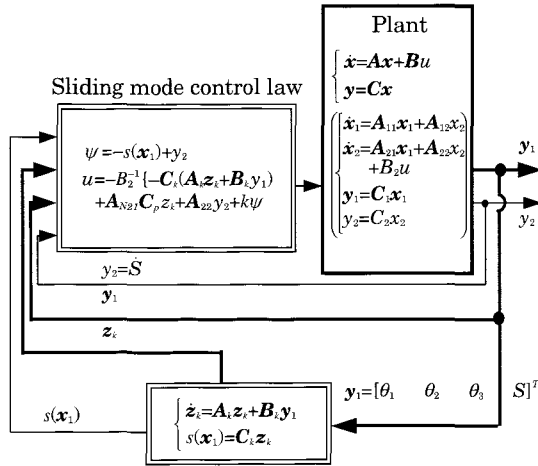 Plant
ẋ=Ax+Bu
y=Cx
ẋ₁=A₁₁x₁+A₁₂x₂
ẋ₂=A₂₁x₁+A₂₂x₂
+B₂u
y₁=C₁x₁
y₂=C₂x₂
Sliding mode control law
ψ=−s(x₁)+y₂
u=−B₂⁻¹{−Cₖ(Aₖzₖ+Bₖy₁)
+A_{N21}Cₚzₖ+A₂₂y₂+kψ
y₁
y₂
y₂=Ṡ
y₁
zₖ
y₁=[θ₁ θ₂ θ₃ S]ᵀ
s(x₁)
żₖ=Aₖzₖ+Bₖy₁
s(x₁)=Cₖzₖ